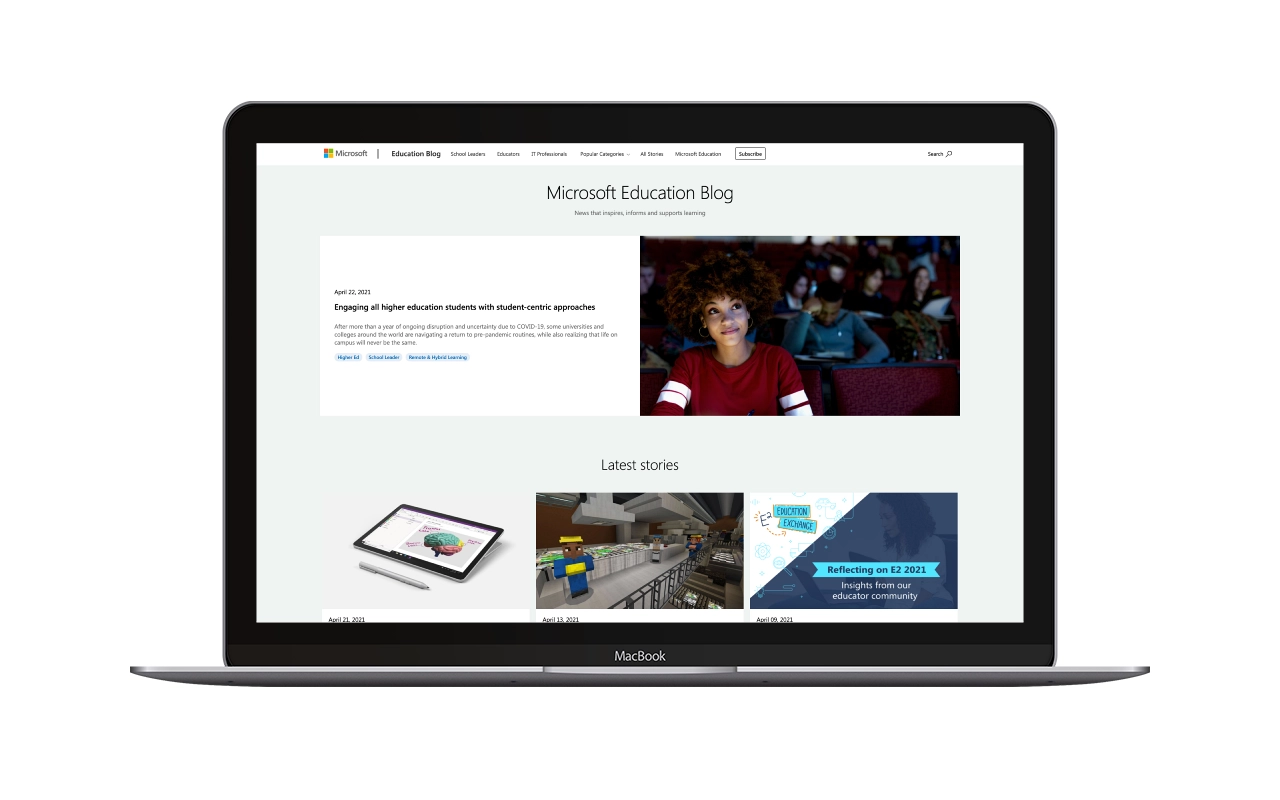 Microsoft | Education Blog School Leaders Educators IT Professionals Popular Categories All Stories Microsoft Education Subscribe Search
Microsoft Education Blog
News that inspires, informs and supports learning
April 22, 2021
Engaging all higher education students with student-centric approaches
After more than a year of ongoing disruption and uncertainty due to COVID-19, some universities and
colleges around the world are navigating a return to pre-pandemic routines, while also realizing that life on
campus will never be the same.
Higher Ed School Leader Remote & Hybrid Learning
Latest stories
E2 EDUCATION
EXCHANGE
Reflecting on E2 2021
Insights from our
educator community
April 21, 2021
April 13, 2021
April 09, 2021
MacBook